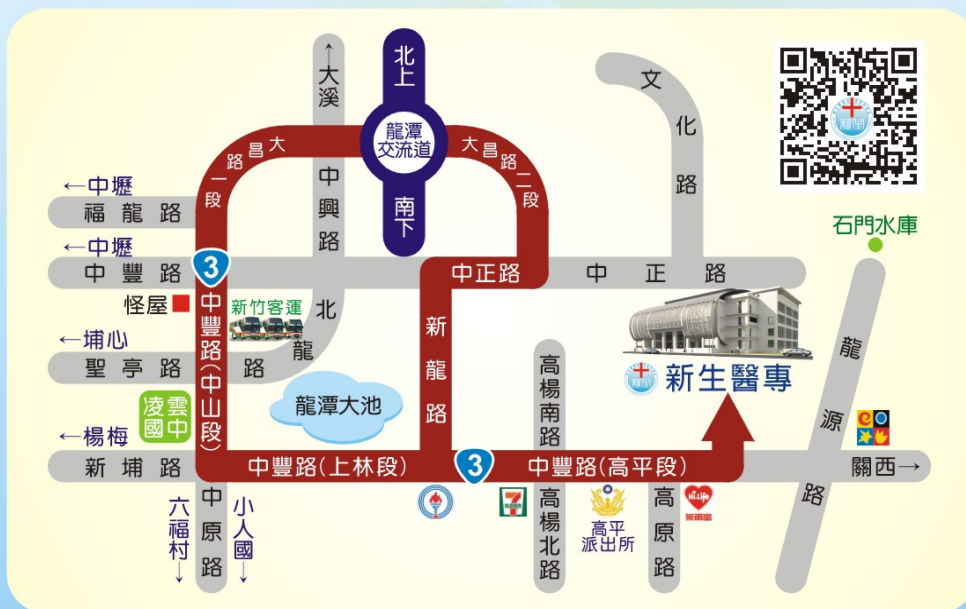 北上
龍潭
交流道
南下
←大溪
中興路
北龍路
文化路
大昌路一段
大昌路二段
←中壢
福龍路
←中壢
中豐路
3
中正路
中正路
石門水庫
怪屋
新竹客運
中豐路(中山段)
新龍路
←埔心
聖亭路
凌雲
國中
龍潭大池
高楊南路
新生醫專
龍源路
←楊梅
新埔路
中豐路(上林段)
3
中豐路(高平段)
關西→
六福村→
中原路
小人國→
7
ELEVEN
高楊北路
高平
派出所
高原路
Hi-Life
萊爾富